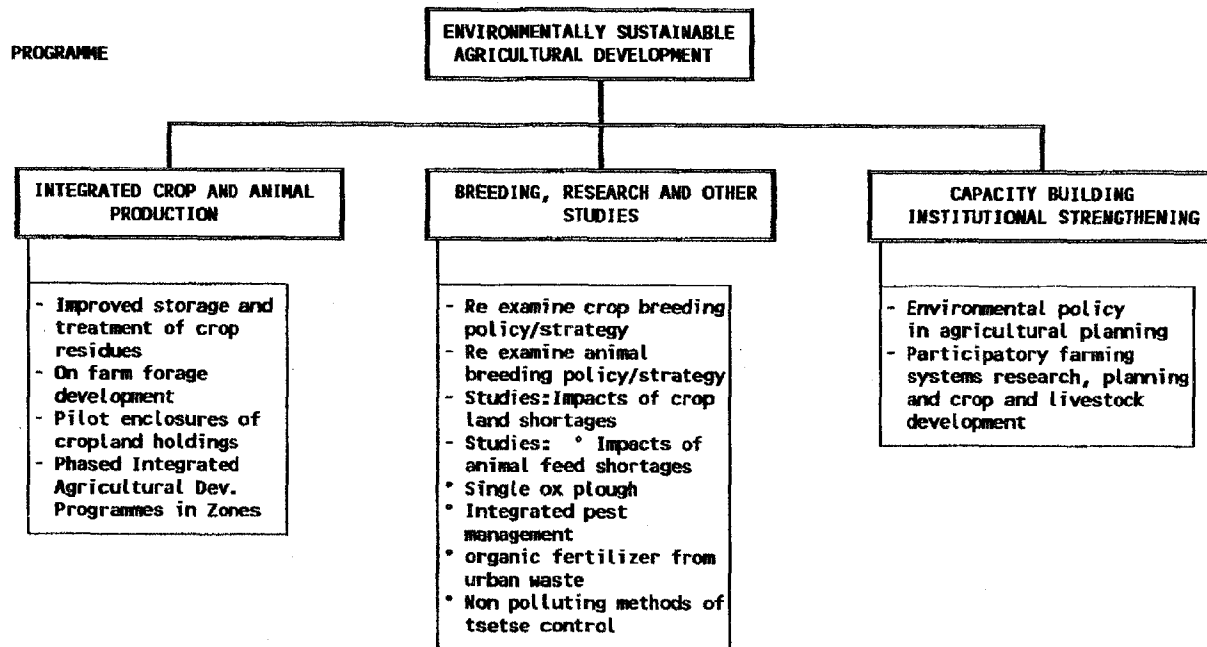 PROGRAMME
ENVIRONMENTALLY SUSTAINABLE
AGRICULTURAL DEVELOPMENT
INTEGRATED CROP AND ANIMAL
PRODUCTION
- Improved storage and
treatment of crop
residues
- On farm forage
development
- Pilot enclosures of
cropland holdings
- Phased Integrated
Agricultural Dev.
Programmes in Zones
BREEDING, RESEARCH AND OTHER
STUDIES
- Re examine crop breeding
policy/strategy
- Re examine animal
breeding policy/strategy
- Studies:Impacts of crop
land shortages
- Studies: ° Impacts of
animal feed shortages
° Single ox plough
° Integrated pest
management
° organic fertilizer from
urban waste
° Non polluting methods of
tsetse control
CAPACITY BUILDING
INSTITUTIONAL STRENGTHENING
- Environmental policy
in agricultural planning
- Participatory farming
systems research, planning
and crop and livestock
development